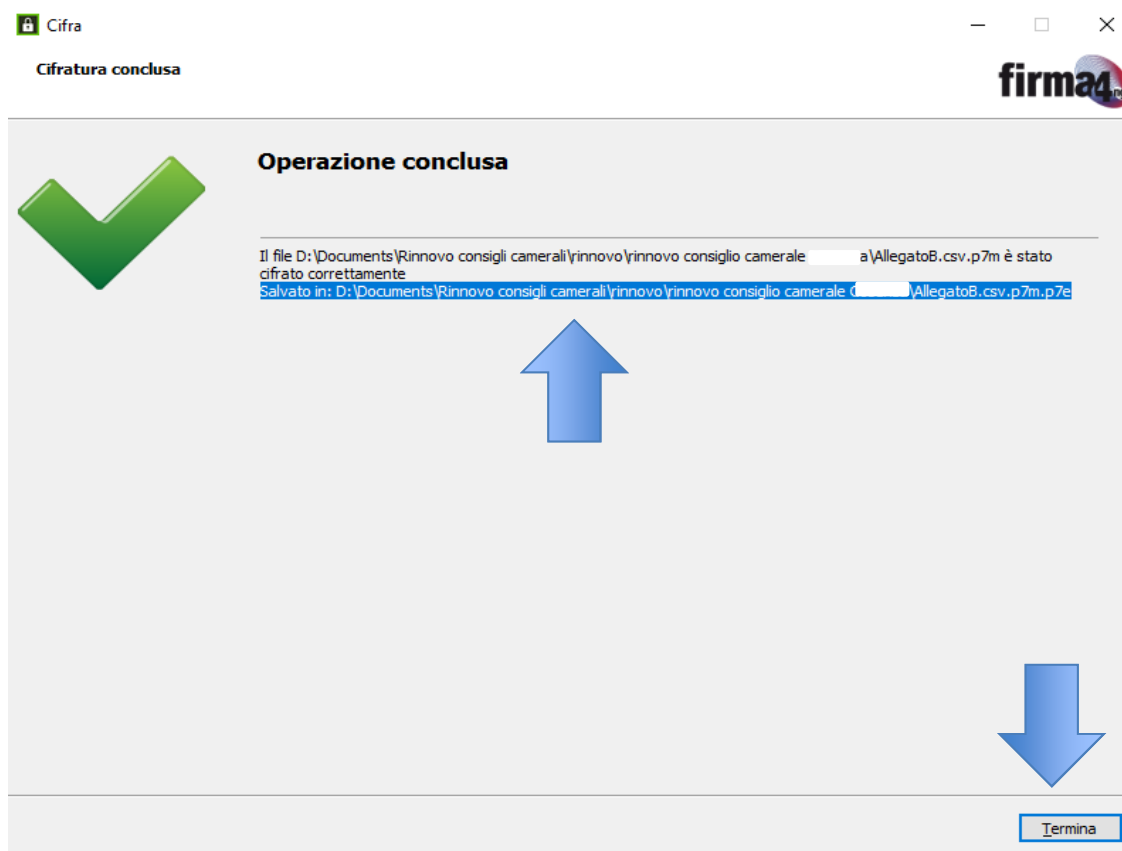 Cifra
Cifratura conclusa
firma4
Operazione conclusa
Il file D:\Documents\Rinnovo consigli camerali\rinnovo\rinnovo consiglio camerale a\AllegatoB.csv.p7m è stato
cifrato correttamente
Salvato in: D:\Documents\Rinnovo consigli camerali\rinnovo\rinnovo consiglio camerale \AllegatoB.csv.p7m.p7e
Termina